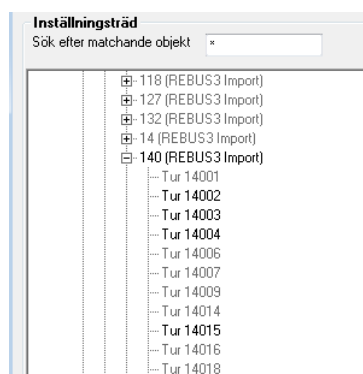 Inställningsträd
Sök efter matchande objekt *
118 (REBUS3 Import)
127 (REBUS3 Import)
132 (REBUS3 Import)
14 (REBUS3 Import)
140 (REBUS3 Import)
Tur 14001
Tur 14002
Tur 14003
Tur 14004
Tur 14006
Tur 14007
Tur 14009
Tur 14014
Tur 14015
Tur 14016
Tur 14018